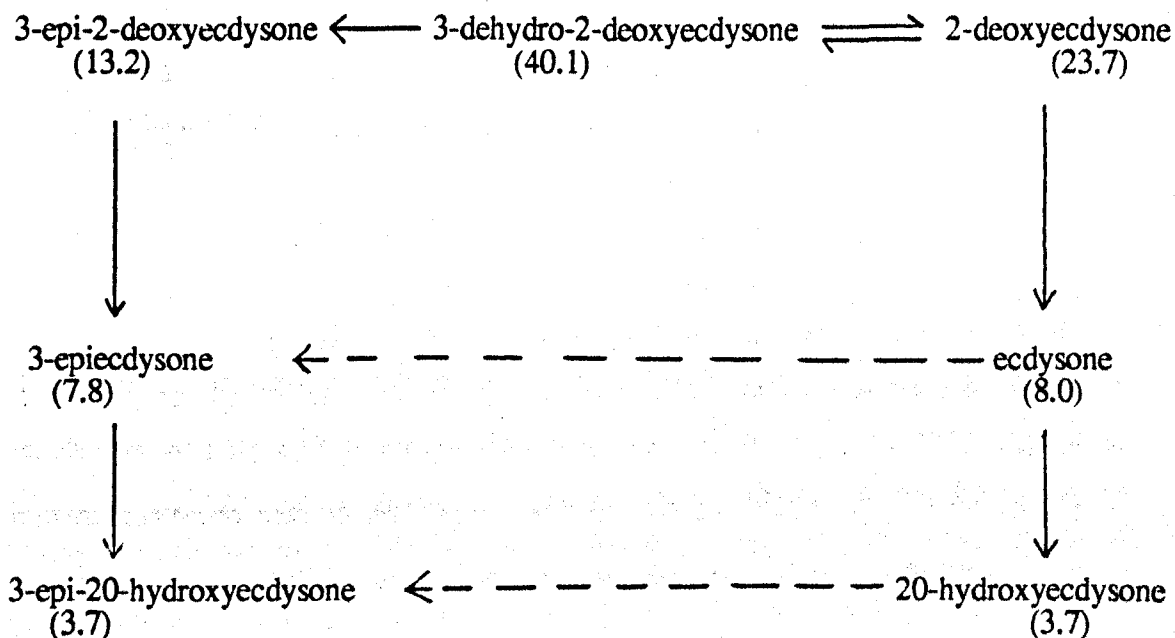 3-epi-2-deoxyecdysone 3-dehydro-2-deoxyecdysone 2-deoxyecdysone
(13.2) (40.1) (23.7)
3-epiecdysone ecdysone
(7.8) (8.0)
3-epi-20-hydroxyecdysone 20-hydroxyecdysone
(3.7) (3.7)